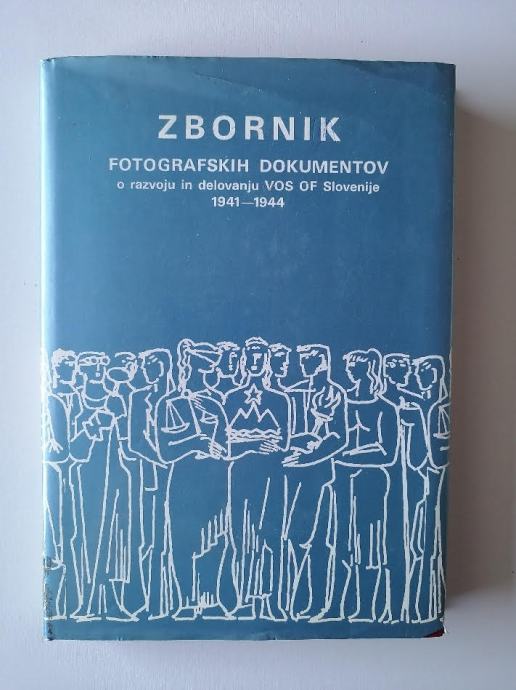 ZBORNIK
FOTOGRAFSKIH DOKUMENTOV
o razvoju in delovanju VOS OF Slovenije
1941—1944